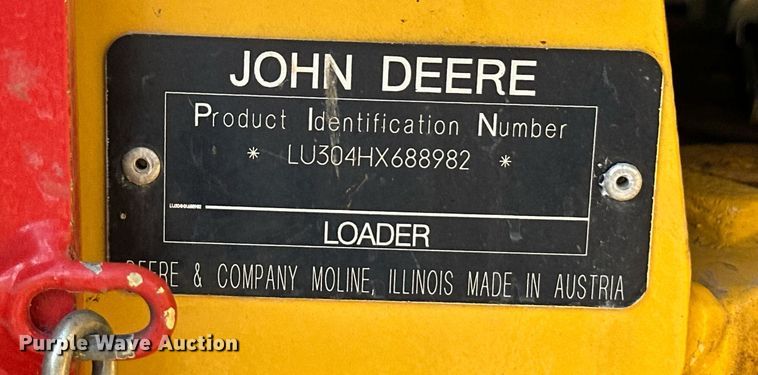 JOHN DEERE
Product Identification Number
* LU304HX688982 *
LOADER
DEERE & COMPANY MOLINE, ILLINOIS MADE IN AUSTRIA
Purple Wave Auction